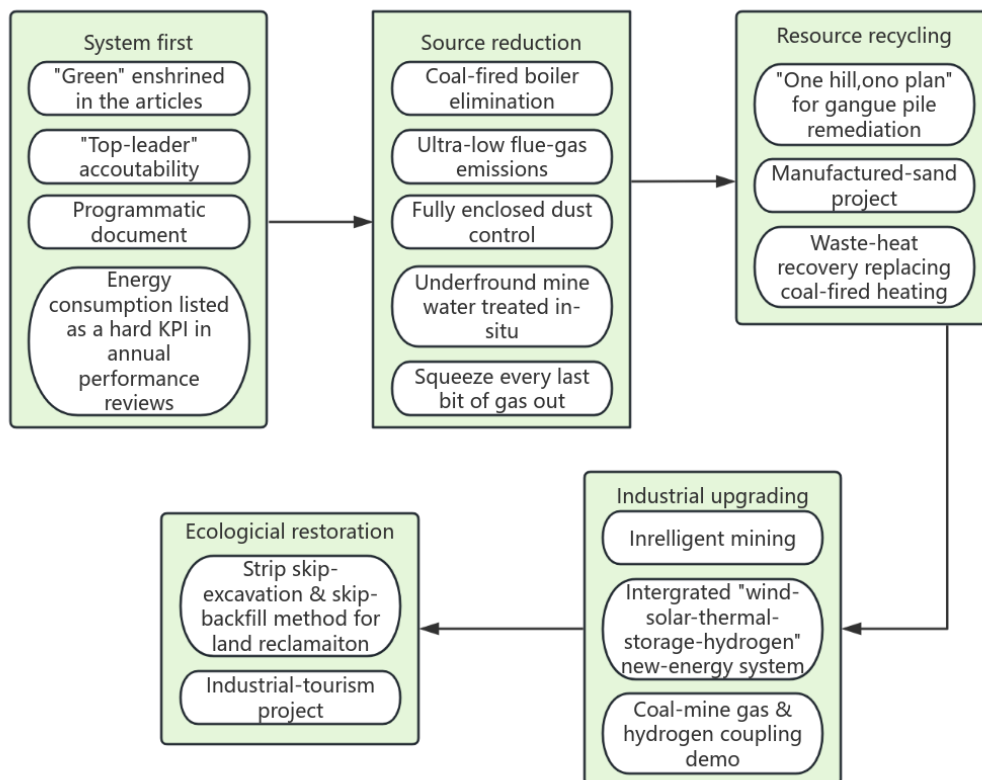 System first
"Green" enshrined
in the articles
"Top-leader"
accoutability
Programmatic
document
Energy
consumption listed
as a hard KPI in
annual
performance
reviews
Source reduction
Coal-fired boiler
elimination
Ultra-low flue-gas
emissions
Fully enclosed dust
control
Underfround mine
water treated in-
situ
Squeeze every last
bit of gas out
Resource recycling
"One hill,ono plan"
for gangue pile
remediation
Manufactured-sand
project
Waste-heat
recovery replacing
coal-fired heating
Industrial upgrading
Inrelligent mining
Intergrated "wind-
solar-thermal-
storage-hydrogen"
new-energy system
Coal-mine gas &
hydrogen coupling
demo
Ecologicial restoration
Strip skip-
excavation & skip-
backfill method for
land reclamaiton
Industrial-tourism
project